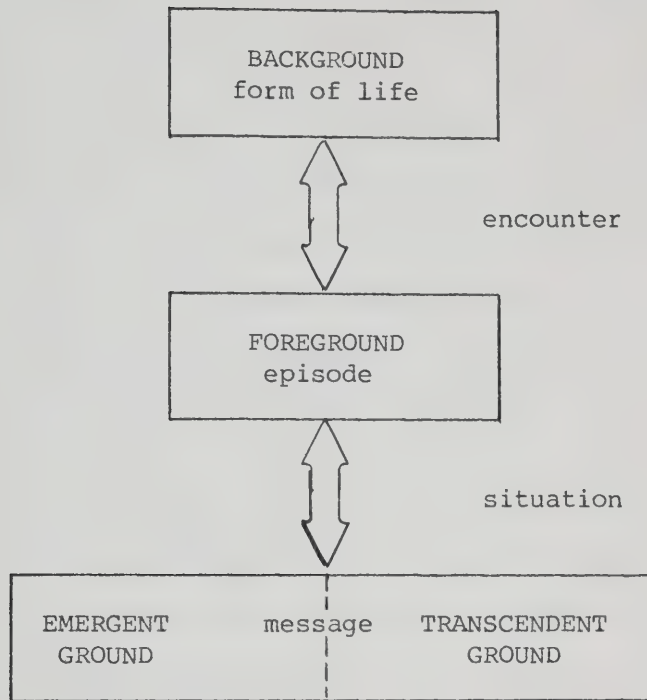 BACKGROUND
form of life
encounter
FOREGROUND
episode
situation
EMERGENT message TRANSCENDENT
GROUND GROUND